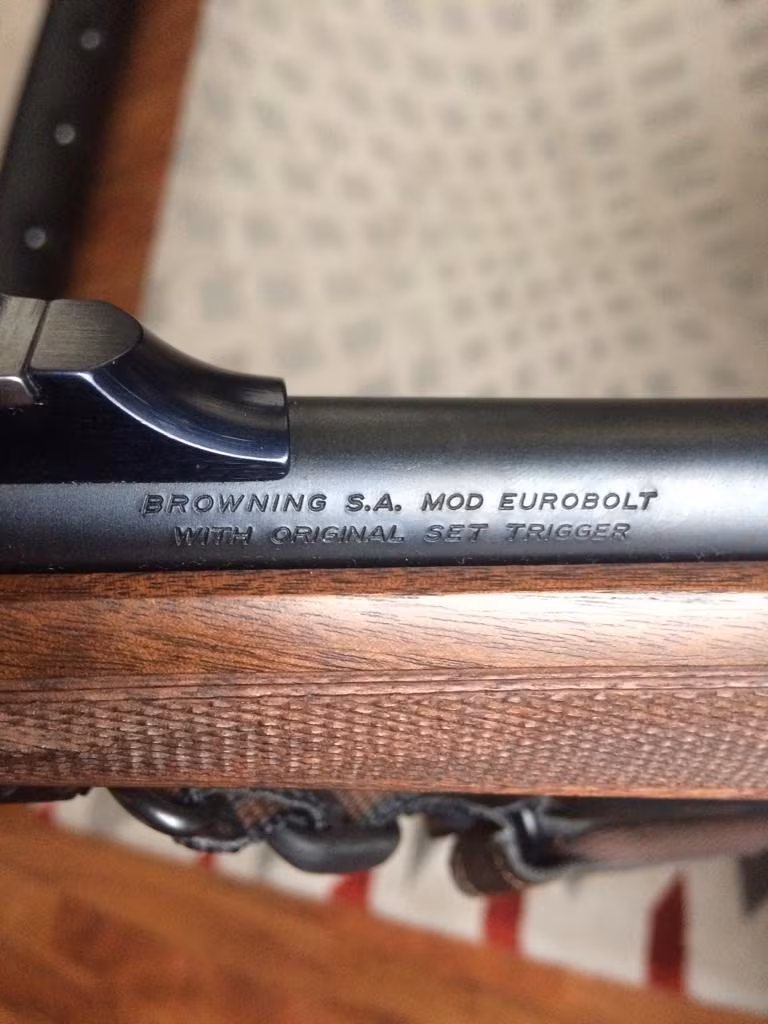 BROWNING S.A. MOD EUROBOLT
WITH ORIGINAL SET TRIGGER